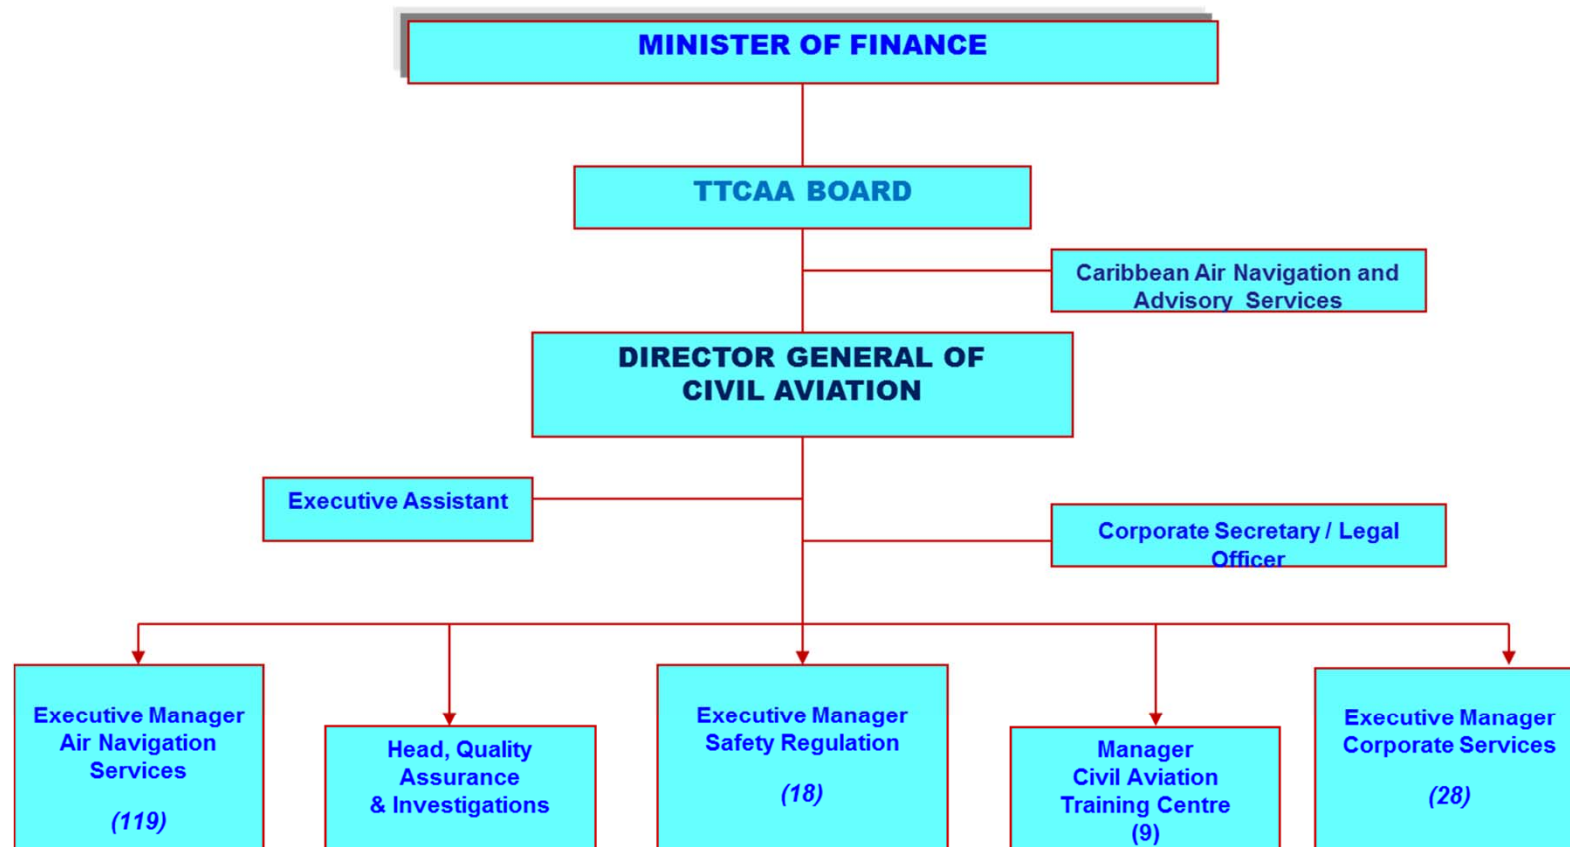 MINISTER OF FINANCE
TTCAA BOARD
Caribbean Air Navigation and
Advisory Services
DIRECTOR GENERAL OF
CIVIL AVIATION
Executive Assistant
Corporate Secretary / Legal
Officer
Executive Manager
Air Navigation
Services
(119)
Head, Quality
Assurance
& Investigations
Executive Manager
Safety Regulation
(18)
Manager
Civil Aviation
Training Centre
(9)
Executive Manager
Corporate Services
(28)